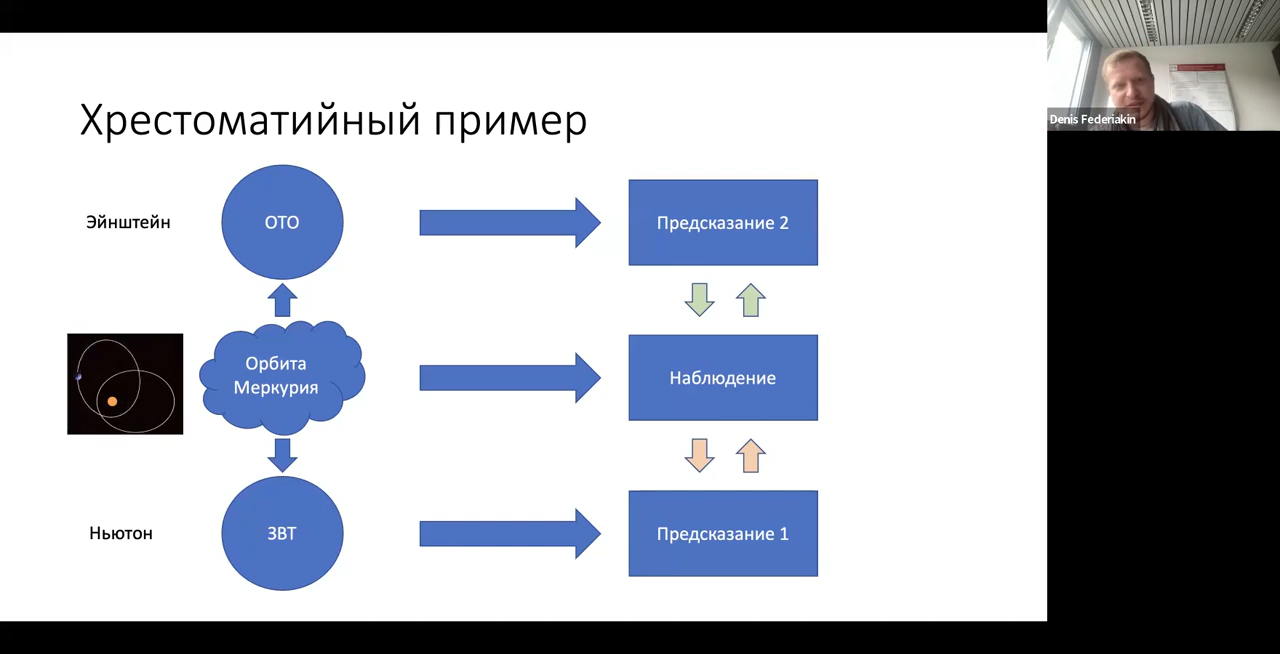 Хрестоматийный пример
Denis Federiakin
Эйнштейн
ОТО
Предсказание 2
Орбита
Меркурия
Наблюдение
Ньютон
ЗВТ
Предсказание 1